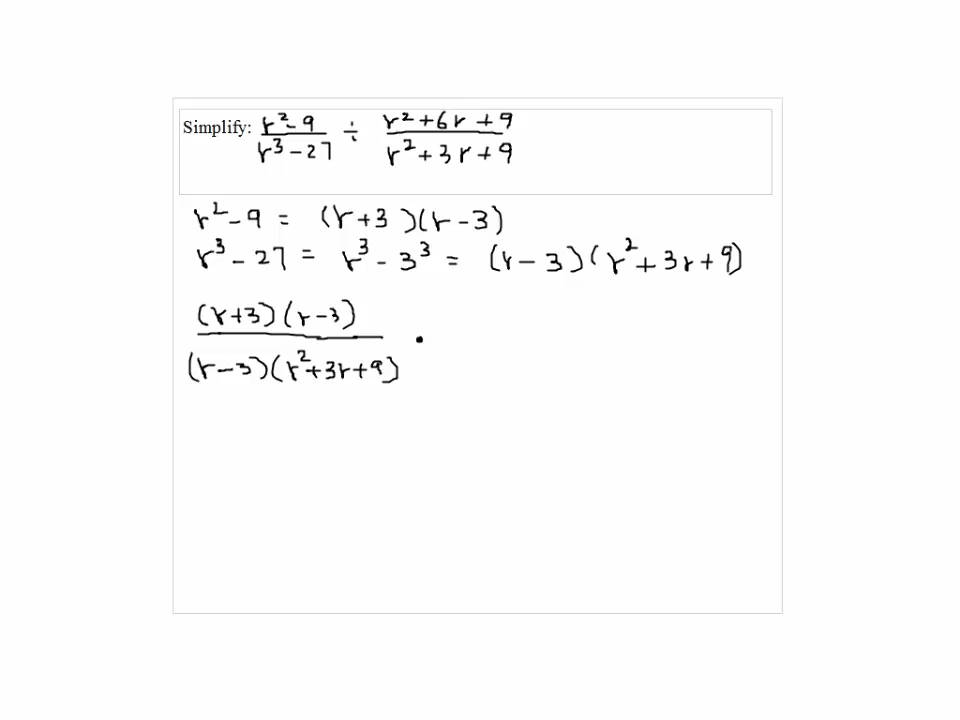 Simplify: (r² - 9)/(r³ - 27) ÷ (r² + 6r + 9)/(r² + 3r + 9)
r² - 9 = (r + 3)(r - 3)
r³ - 27 = r³ - 3³ = (r - 3)(r² + 3r + 9)
(r+3)(r-3)/(r-3)(r²+3r+9) ·